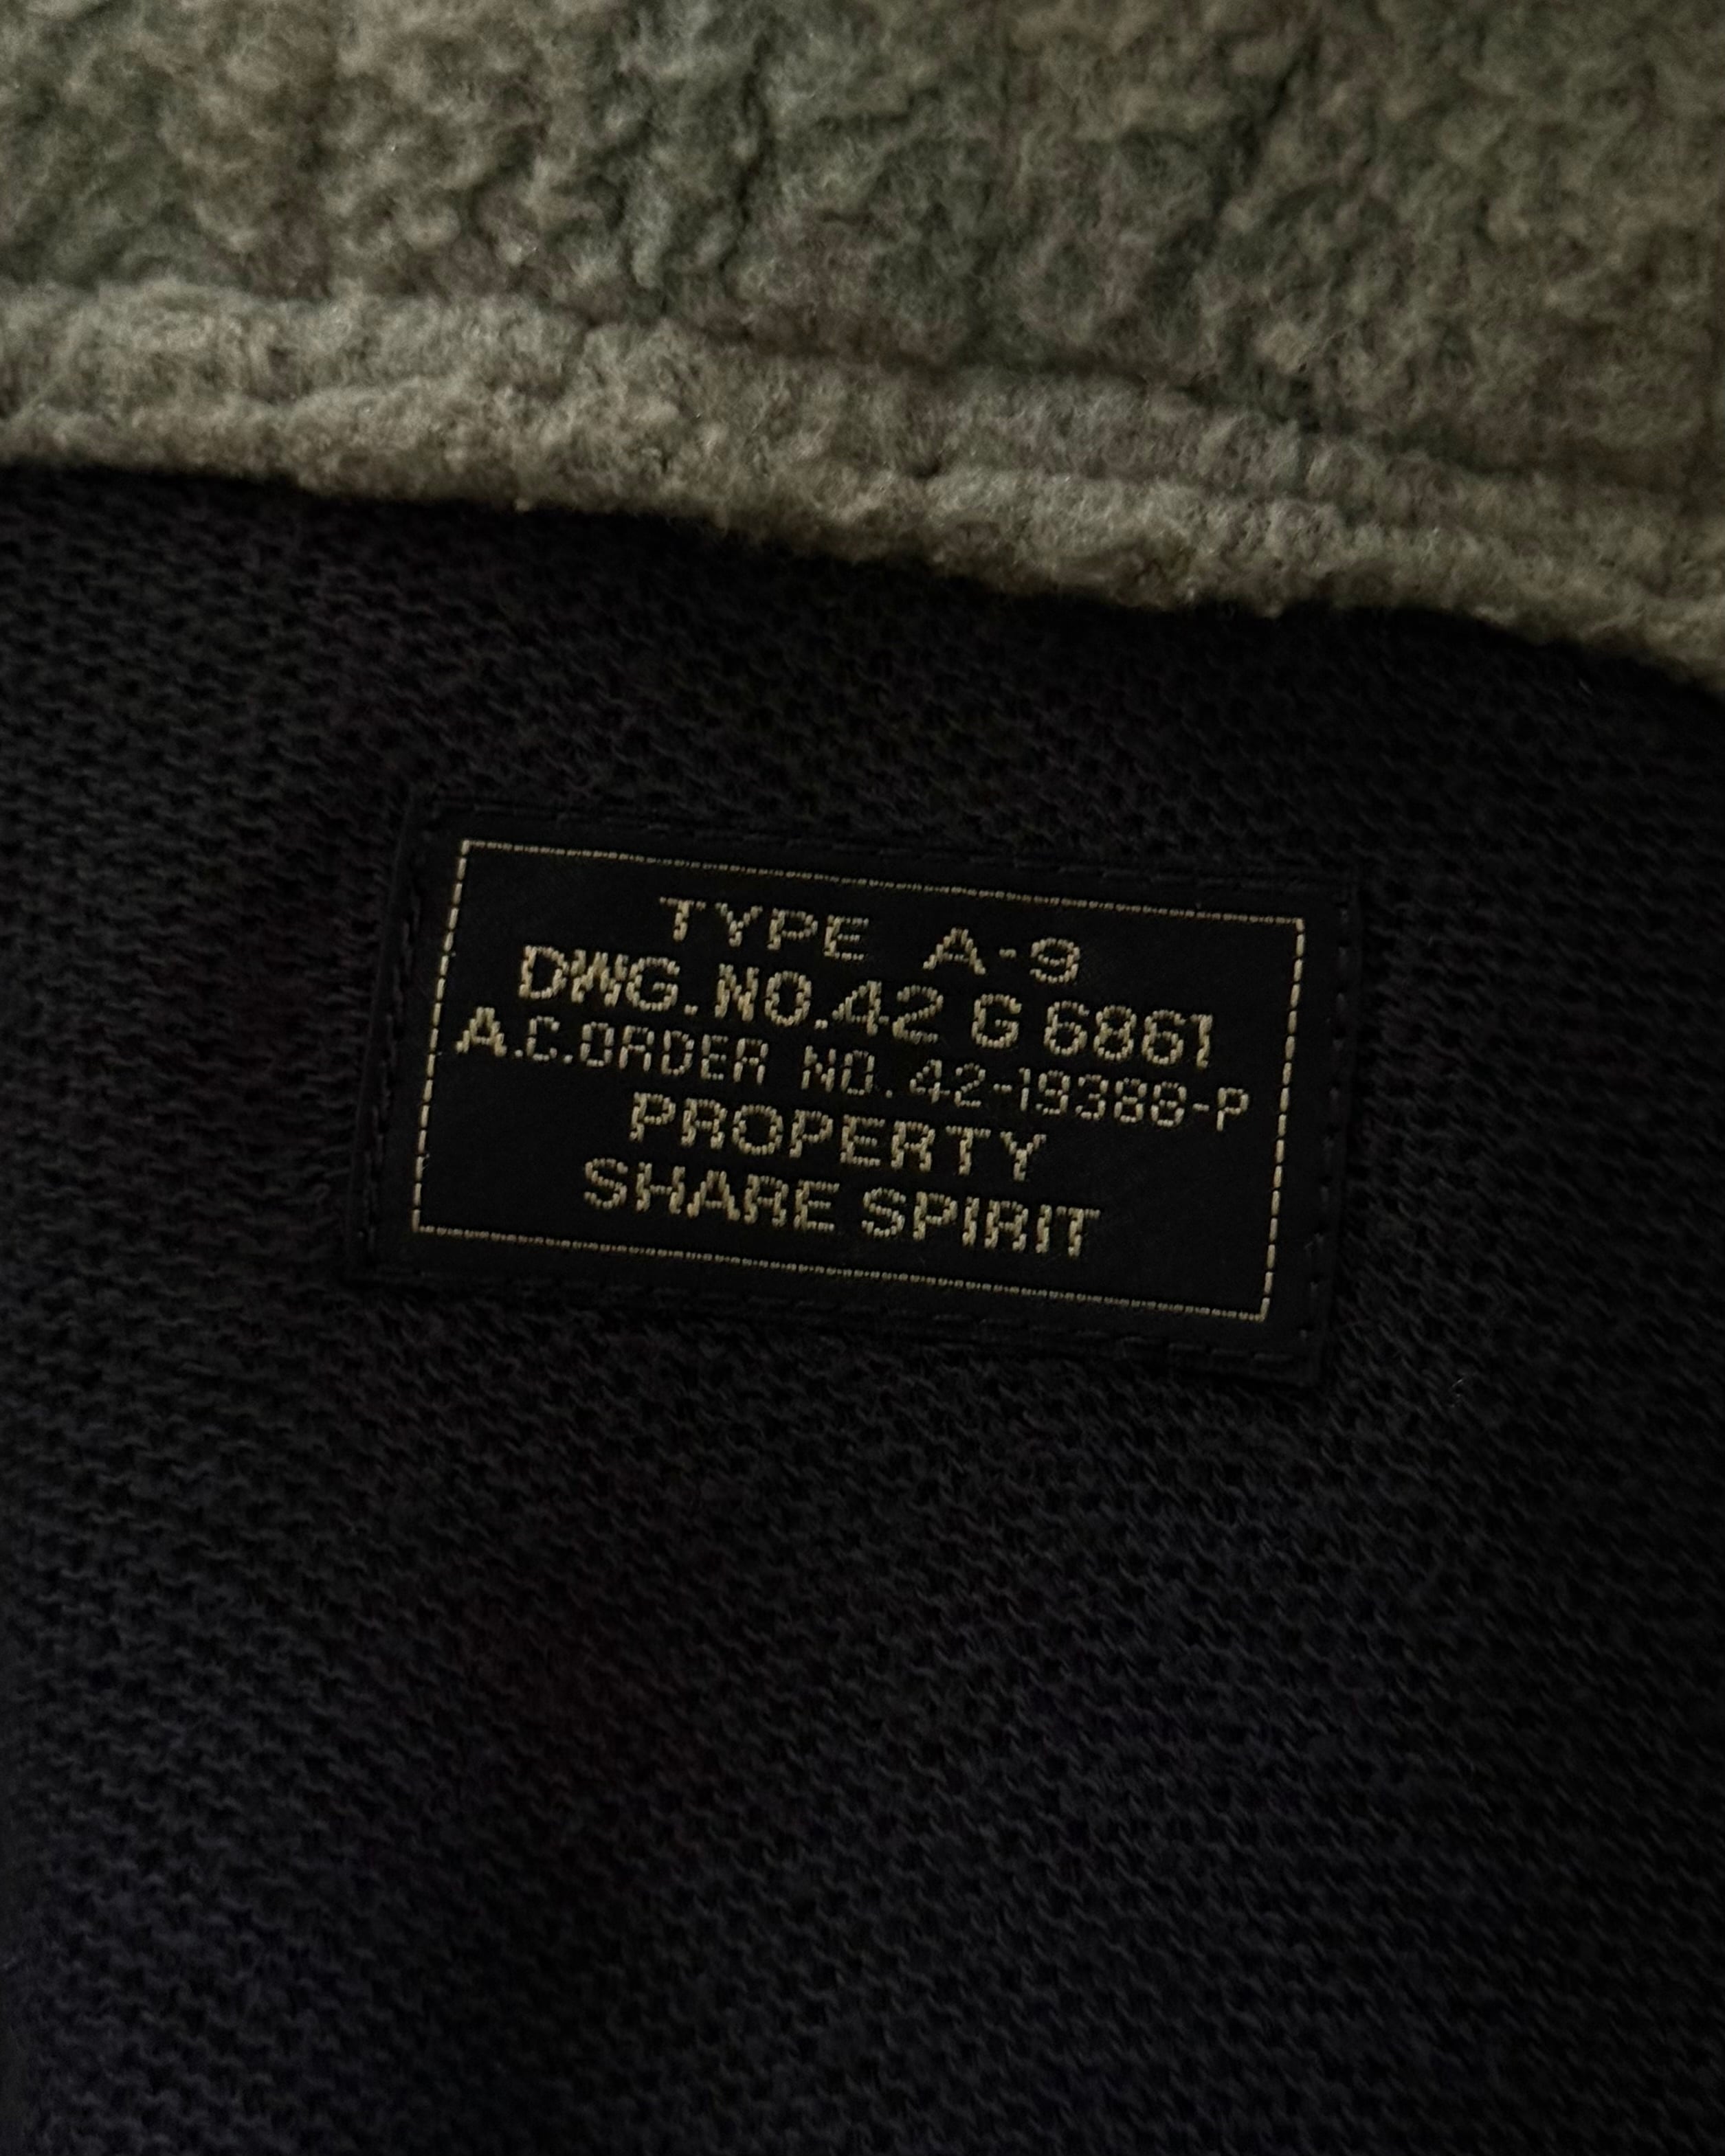 TYPE A-9
DWG.NO.42 G 6861
A.C.ORDER NO.42-19388-P
PROPERTY
SHARE SPIRIT